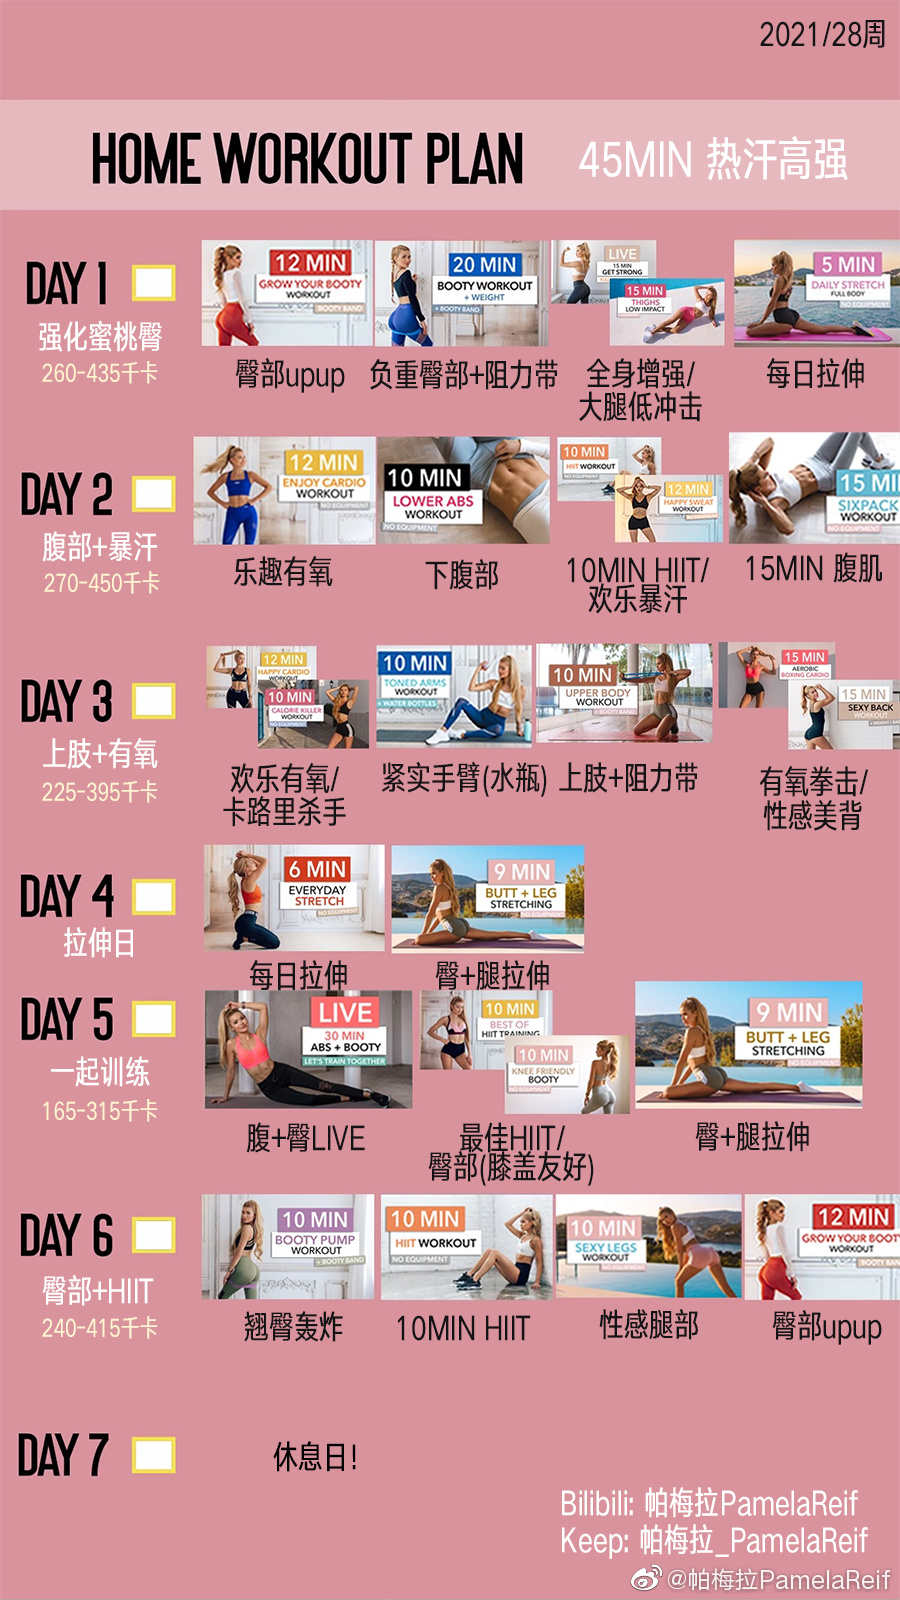 2021/28周
HOME WORKOUT PLAN
45MIN 热汗高强
DAY 1
强化蜜桃臀
260-435千卡
12 MIN
GROW YOUR BOOTY
WORKOUT
BOOTY BAND
臀部upup
20 MIN
BOOTY WORKOUT
+ WEIGHT
+ BOOTY BAND
负重臀部+阻力带
LIVE
15 MIN
GET STRONG
15 MIN
THIGHS
LOW IMPACT
全身增强/
大腿低冲击
5 MIN
DAILY STRETCH
FULL BODY
NO EQUIPMENT
每日拉伸
DAY 2
腹部+暴汗
270-450千卡
12 MIN
ENJOY CARDIO
WORKOUT
NO EQUIPMENT
乐趣有氧
10 MIN
LOWER ABS
WORKOUT
NO EQUIPMENT
下腹部
10 MIN
HIIT WORKOUT
12 MIN
HAPPY SWEAT
WORKOUT
10MIN HIIT/
欢乐暴汗
15 MI
SIXPACK
WORKOUT
NO EQUIPMENT
15MIN 腹肌
DAY 3
上肢+有氧
225-395千卡
12 MIN
HAPPY CARDIO
WORKOUT
10 MIN
CALORIE KILLER
WORKOUT
NO EQUIPMENT
欢乐有氧/
卡路里杀手
10 MIN
TONED ARMS
WORKOUT
+ WATER BOTTLES
紧实手臂(水瓶)
10 MIN
UPPER BODY
WORKOUT
+ BOOTY BAND
上肢+阻力带
15 MIN
AEROBIC
BOXING CARDIO
15 MIN
SEXY BACK
WORKOUT
+ WEIGHT / BA
有氧拳击/
性感美背
DAY 4
拉伸日
6 MIN
EVERYDAY
STRETCH
NO EQUIPMENT
每日拉伸
9 MIN
BUTT + LEG
STRETCHING
NO EQUIPMENT
臀+腿拉伸
DAY 5
一起训练
165-315千卡
LIVE
30 MIN
ABS + BOOTY
LET'S TRAIN TOGETHER
腹+臀LIVE
10 MIN
BEST OF
HIIT TRAINING
10 MIN
KNEE FRIENDLY
BOOTY
NO EQUIPMENT
最佳HIIT/
臀部(膝盖友好)
9 MIN
BUTT + LEG
STRETCHING
NO EQUIPMENT
臀+腿拉伸
DAY 6
臀部+HIIT
240-415千卡
10 MIN
BOOTY PUMP
WORKOUT
+ BOOTY BAND
翘臀轰炸
10 MIN
HIIT WORKOUT
NO EQUIPMENT
10MIN HIIT
10 MIN
SEXY LEGS
WORKOUT
NO EQUIPMENT
性感腿部
12 MIN
GROW YOUR BOOT
WORKOUT
BOOTY BAN
臀部upup
DAY 7
休息日!
Bilibili: 帕梅拉PamelaReif
Keep: 帕梅拉_PamelaReif
@帕梅拉PamelaReif